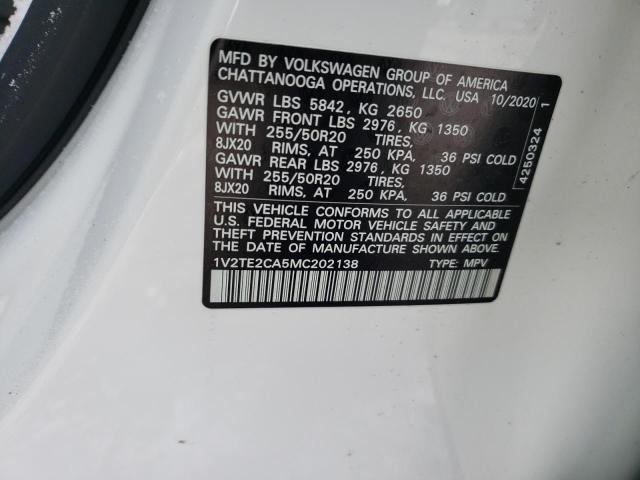 MFD BY VOLKSWAGEN GROUP OF AMERICA
CHATTANOOGA OPERATIONS, LLC. USA 10/2020
GVWR LBS 5842, KG 2650
GAWR FRONT LBS 2976, KG 1350
WITH 255/50R20 TIRES,
8JX20 RIMS, AT 250 KPA, 36 PSI COLD
GAWR REAR LBS 2976, KG 1350
WITH 255/50R20 TIRES,
8JX20 RIMS, AT 250 KPA, 36 PSI COLD
THIS VEHICLE CONFORMS TO ALL APPLICABLE
U.S. FEDERAL MOTOR VEHICLE SAFETY AND
THEFT PREVENTION STANDARDS IN EFFECT ON
THE DATE OF MANUFACTURE SHOWN ABOVE.
1V2TE2CA5MC202138 TYPE: MPV
4250324 1